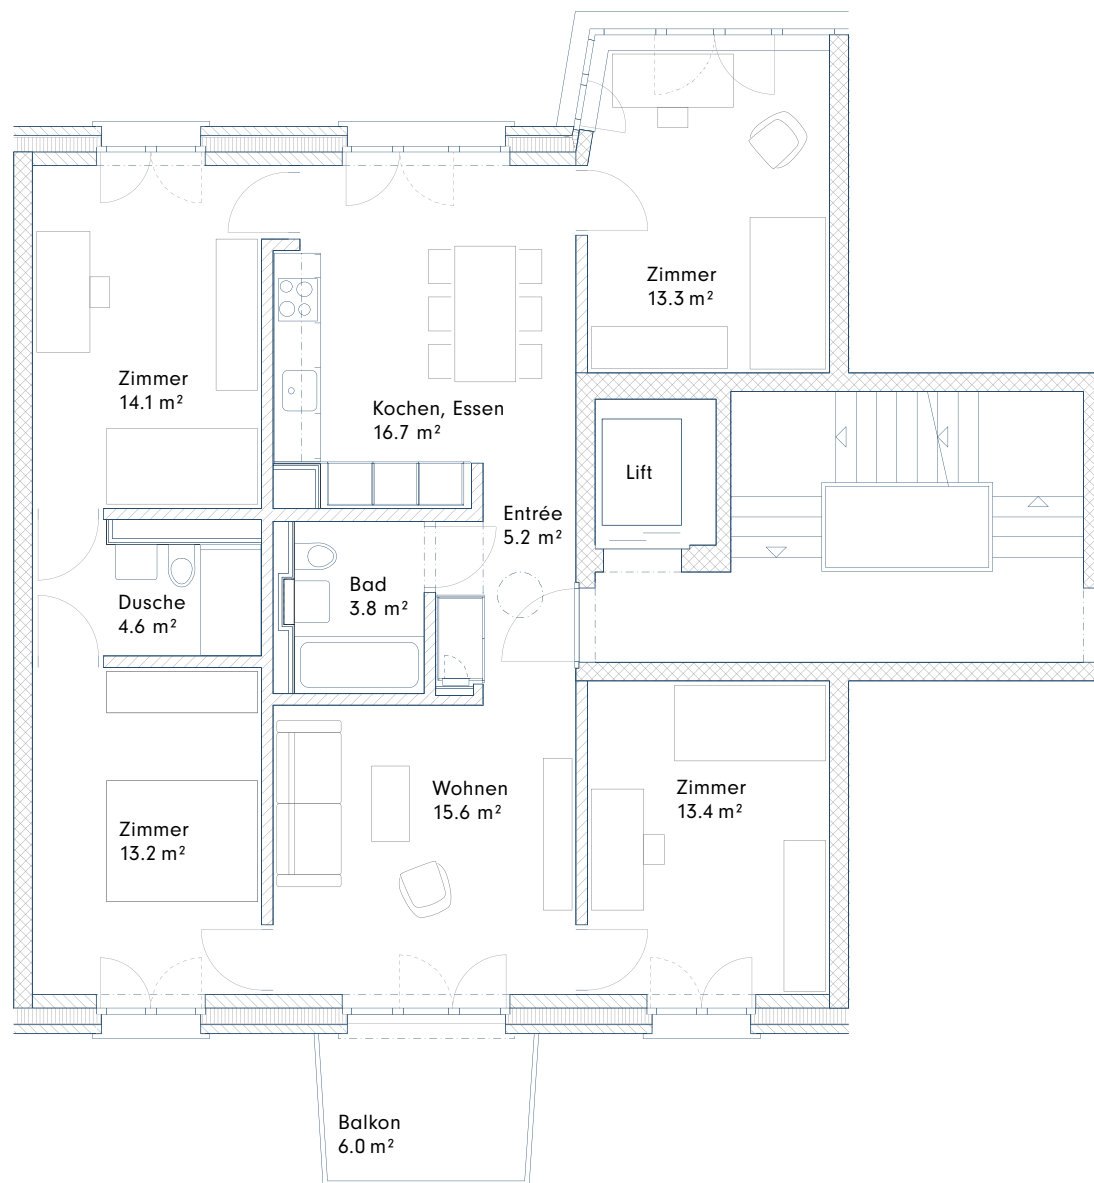 Zimmer
13.3 m²
Zimmer
14.1 m²
Kochen, Essen
16.7 m²
Lift
Entrée
5.2 m²
Bad
3.8 m²
Dusche
4.6 m²
Wohnen
15.6 m²
Zimmer
13.4 m²
Zimmer
13.2 m²
Balkon
6.0 m²